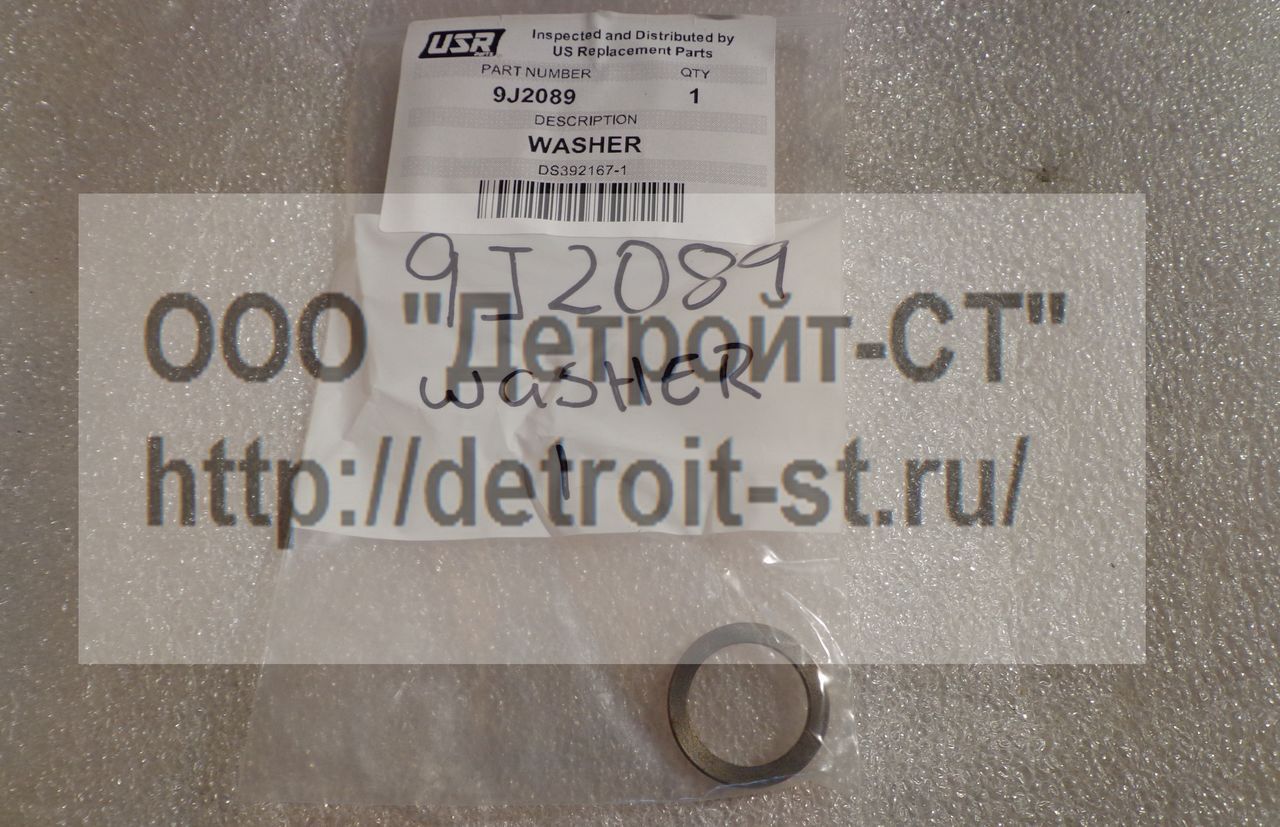 USR PARTS
Inspected and Distributed by
US Replacement Parts
PART NUMBER QTY
9J2089 1
DESCRIPTION
WASHER
DS392167-1
9J2089
WASHER
1
ООО "Детройт-СТ"
http://detroit-st.ru/